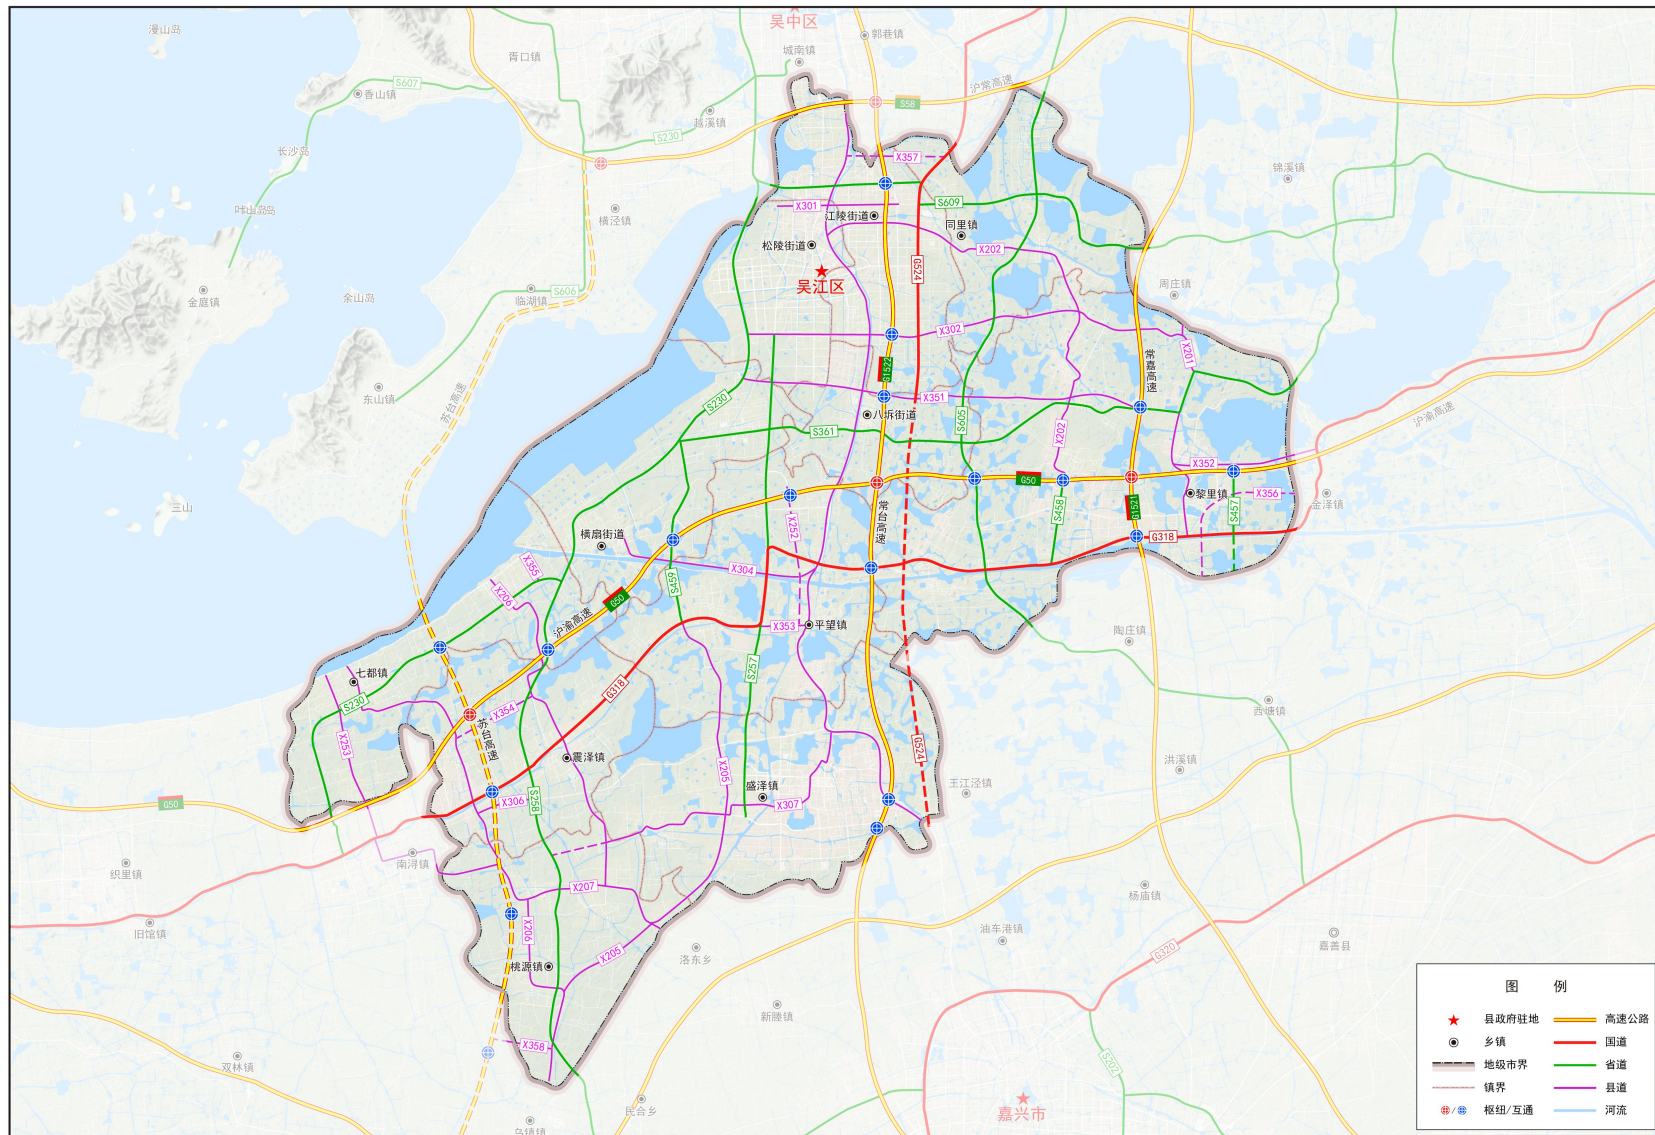 吴中区
漫山岛
郭巷镇
城南镇
胥口镇
S607
香山镇
沪常高速
S58
越溪镇
S230
长沙岛
X357
锦溪镇
叶山岛岛
横泾镇
X301
江陵街道
S609
同里镇
松陵街道
X202
G524
吴江区
周庄镇
金庭镇
余山岛
临湖镇
S606
X302
X201
常嘉高速
G1522
东山镇
苏台高速
S230
X351
八坼街道
S605
沪渝高速
S361
X202
X352
G50
黎里镇
X356
金泽镇
三山
X252
常台高速
S458
G1521
S457
横扇街道
G318
X355
X304
S459
X206
G50
沪渝高速
X353
平望镇
陶庄镇
七都镇
S257
G318
S230
X354
西塘镇
X253
苏台高速
G524
震泽镇
X205
洪溪镇
盛泽镇
王江泾镇
G50
X306
S258
X307
南浔镇
织里镇
X207
杨庙镇
旧馆镇
X206
油车港镇
嘉善县
X205
洛东乡
G320
桃源镇
新塍镇
X358
双林镇
S202
民合乡
嘉兴市
乌镇镇
图 例
县政府驻地 高速公路
乡镇 国道
地级市界 省道
镇界 县道
枢纽/互通 河流